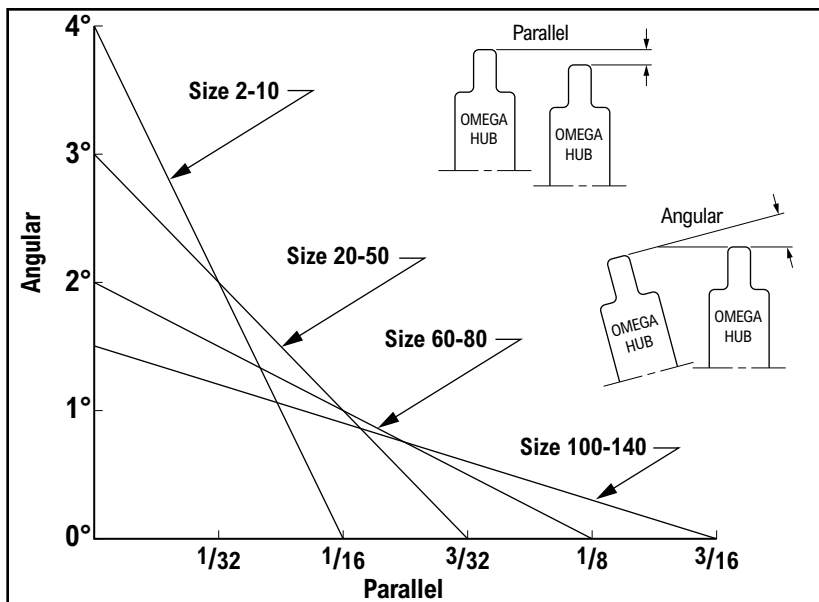 4°
3°
2°
1°
0°
Angular
Size 2-10
Size 20-50
Size 60-80
Size 100-140
1/32
1/16
3/32
1/8
3/16
Parallel
Parallel
OMEGA
HUB
OMEGA
HUB
Angular
OMEGA
HUB
OMEGA
HUB